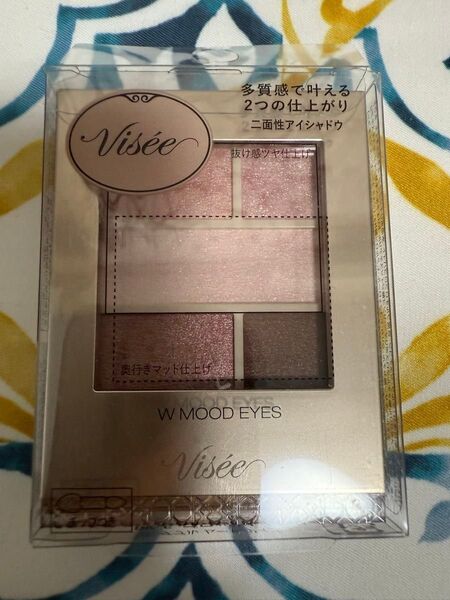 多質感で叶える
2つの仕上がり
二面性アイシャドウ
Visée
抜け感ツヤ仕上げ
奥行きマット仕上げ
W MOOD EYES
Visée